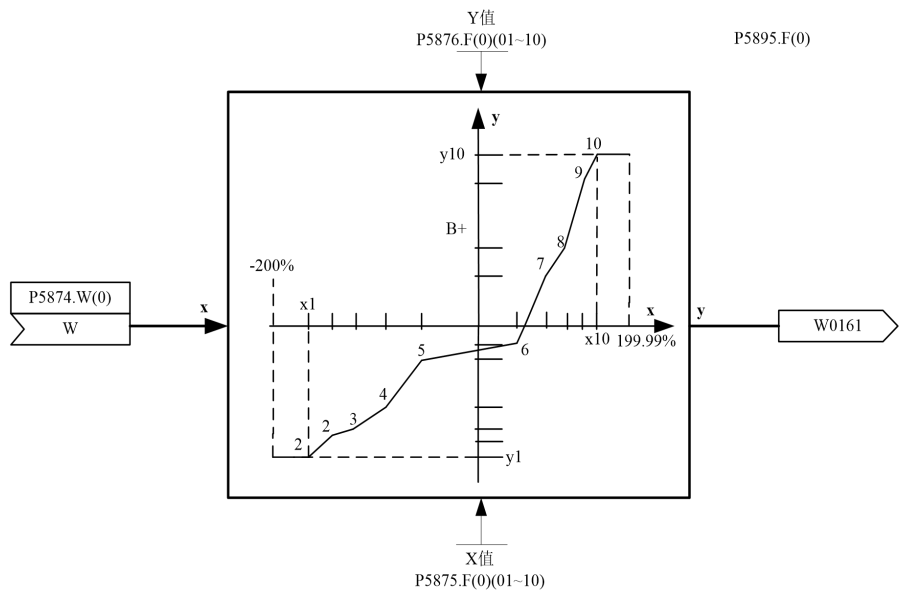 Y值
P5876.F(0)(01~10)
P5895.F(0)
y
10
y10
9
B+
8
-200%
7
P5874.W(0)
x
x1
x
y
W
W0161
x10
199.99%
6
5
4
3
2
2
y1
X值
P5875.F(0)(01~10)